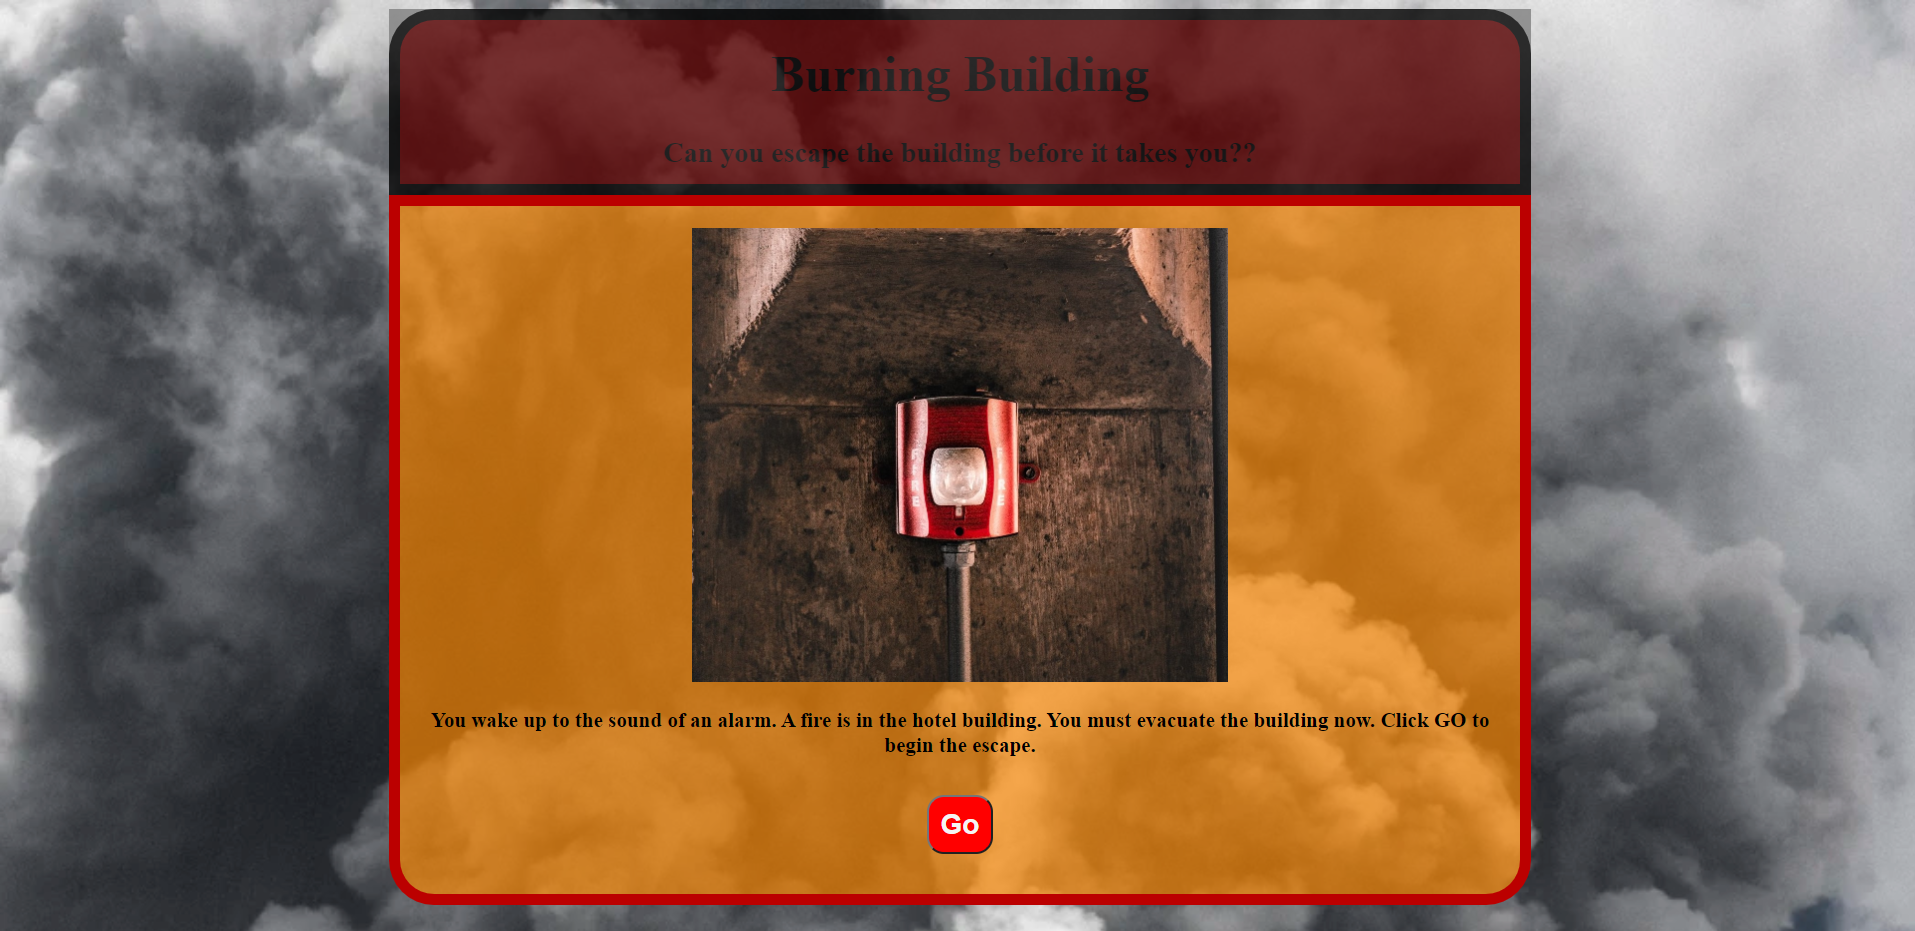 Burning Building
Can you escape the building before it takes you??
FIRE
FIRE
You wake up to the sound of an alarm. A fire is in the hotel building. You must evacuate the building now. Click GO to
begin the escape.
Go